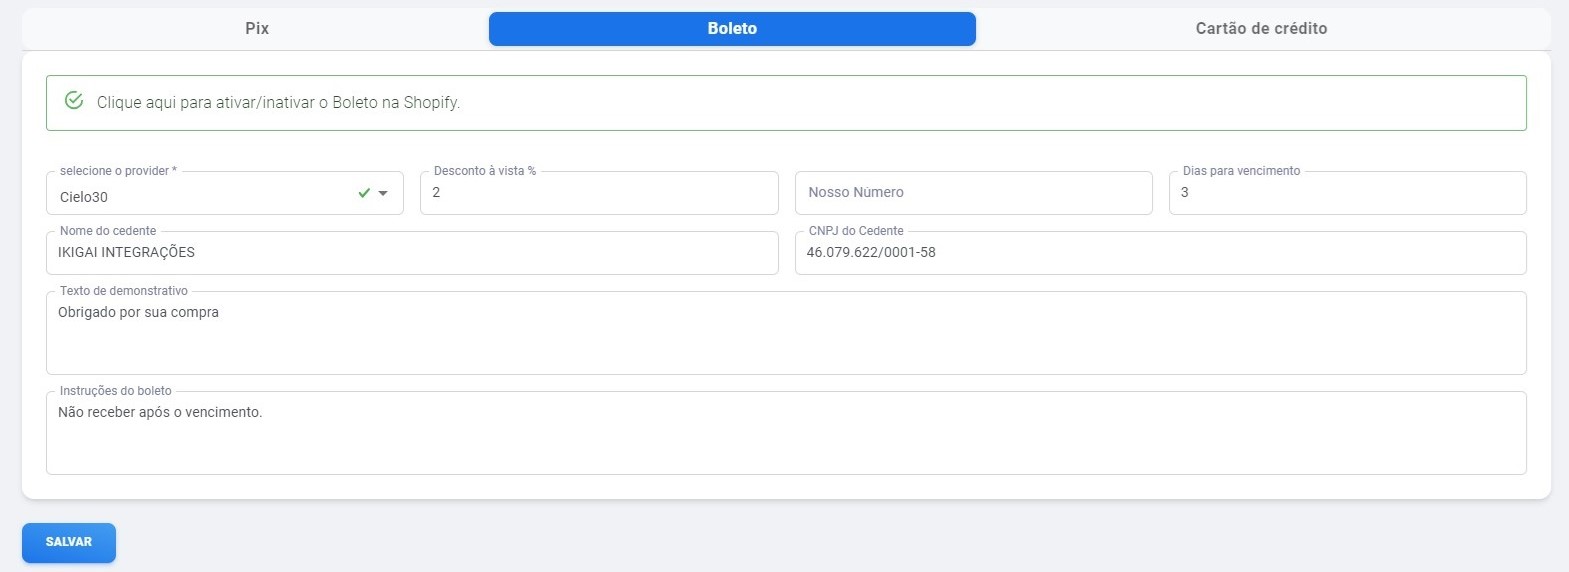 Pix
Boleto
Cartão de crédito
Clique aqui para ativar/inativar o Boleto na Shopify.
selecione o provider *
Cielo30
Desconto à vista %
2
Nosso Número
Dias para vencimento
3
Nome do cedente
IKIGAI INTEGRAÇÕES
CNPJ do Cedente
46.079.622/0001-58
Texto de demonstrativo
Obrigado por sua compra
Instruções do boleto
Não receber após o vencimento.
SALVAR